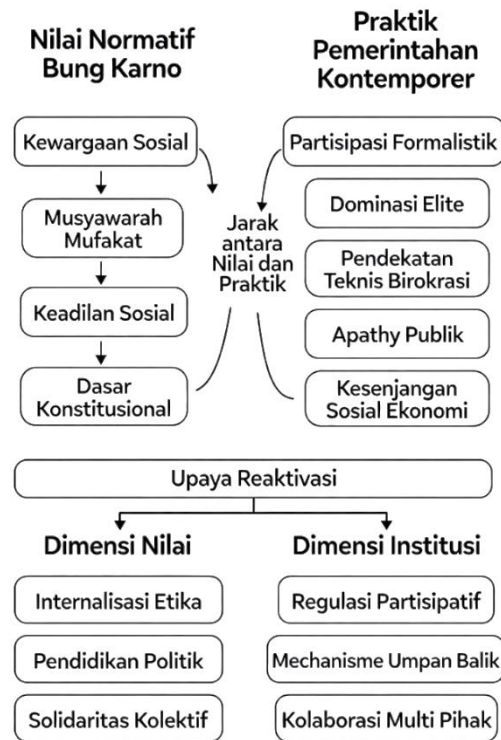 Nilai Normatif
Bung Karno
Kewargaan Sosial
Musyawarah
Mufakat
Keadilan Sosial
Dasar
Konstitusional
Jarak
antara
Nilai dan
Praktik
Praktik
Pemerintahan
Kontemporer
Partisipasi Formalistik
Dominasi Elite
Pendekatan
Teknis Birokrasi
Apathy Publik
Kesenjangan
Sosial Ekonomi
Upaya Reaktivasi
Dimensi Nilai
Internalisasi Etika
Pendidikan Politik
Solidaritas Kolektif
Dimensi Institusi
Regulasi Partisipatif
Mechanisme Umpan Balik
Kolaborasi Multi Pihak